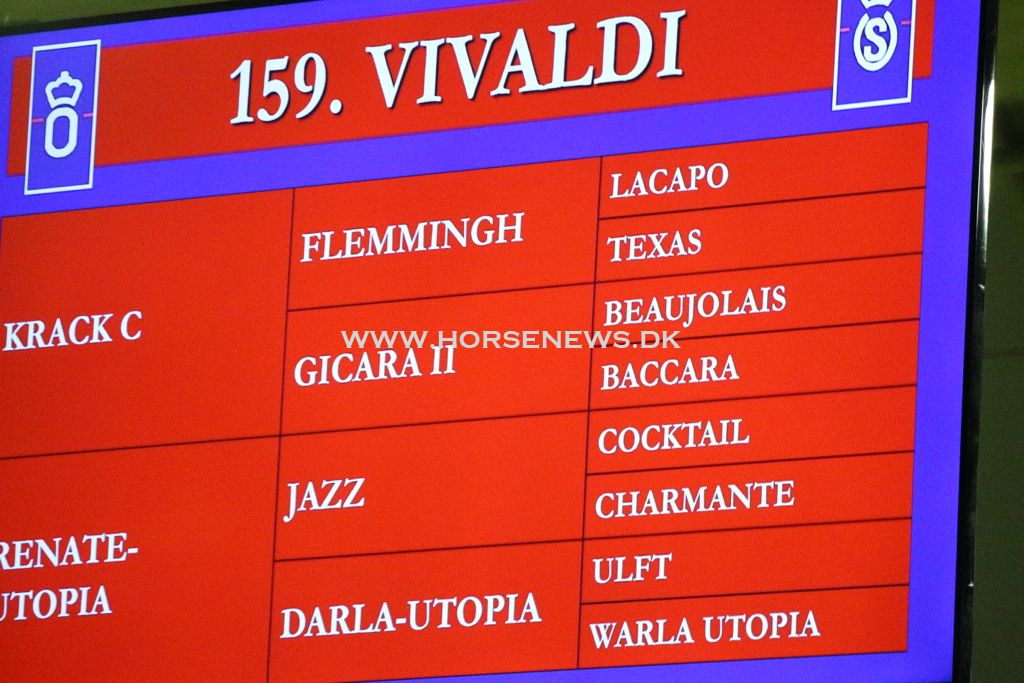 159. VIVALDI
O
S
KRACK C
FLEMMINGH
LACAPO
TEXAS
GICARA II
BEAUJOLAIS
BACCARA
WWW.HORSENEWS.DK
RENATE-
UTOPIA
JAZZ
COCKTAIL
CHARMANTE
DARLA-UTOPIA
ULFT
WARLA UTOPIA